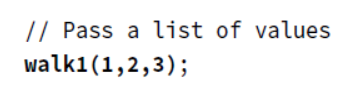 // Pass a list of values
walk1(1,2,3);